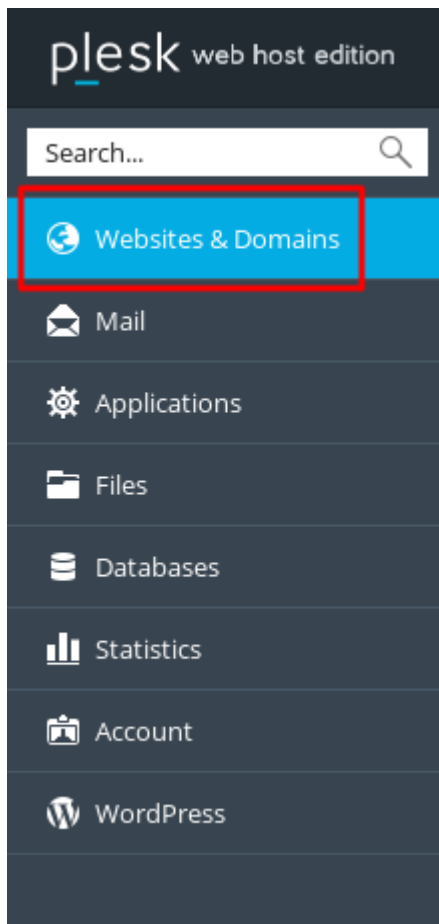 plesk web host edition
Search...
Websites & Domains
Mail
Applications
Files
Databases
Statistics
Account
WordPress